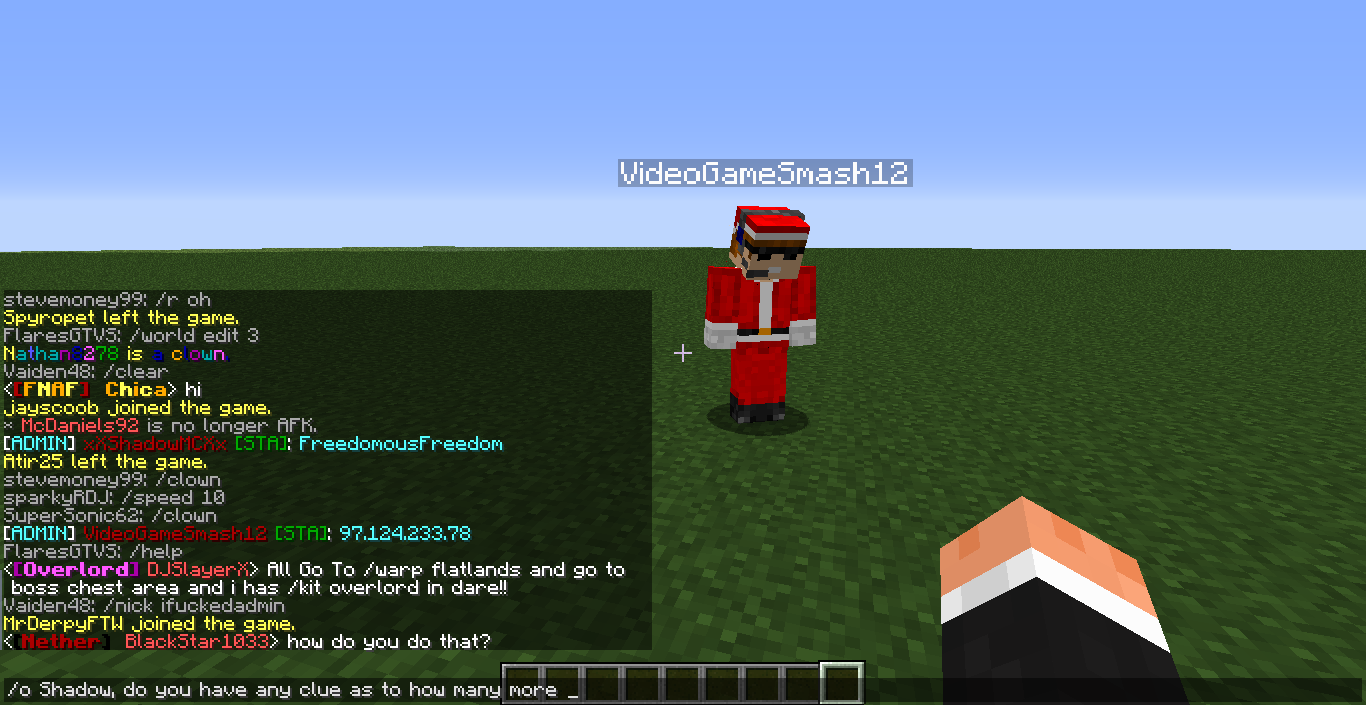 VideoGameSmash12
stevemoney99: /r oh
Spyropet left the game.
FlaresGTVS: /world edit 3
Nathan8278 is a clown.
Vaiden48: /clear
<[FNAF] Chica> hi
jayscoob joined the game.
* McDaniels92 is no longer AFK.
[ADMIN] xXShadowMCXx [STA]: FreedomousFreedom
Atir25 left the game.
stevemoney99: /clown
sparkyRDJ: /speed 10
SuperSonic62: /clown
[ADMIN] VideoGameSmash12 [STA]: 97.124.233.78
FlaresGTVS: /help
<[Overlord] DJSlayerX> All Go To /warp flatlands and go to
boss chest area and i has /kit overlord in dare!!
Vaiden48: /nick ifuckedadmin
MrDerpyFTW joined the game.
<[Nether] BlackStar1033> how do you do that?
/o Shadow, do you have any clue as to how many more _